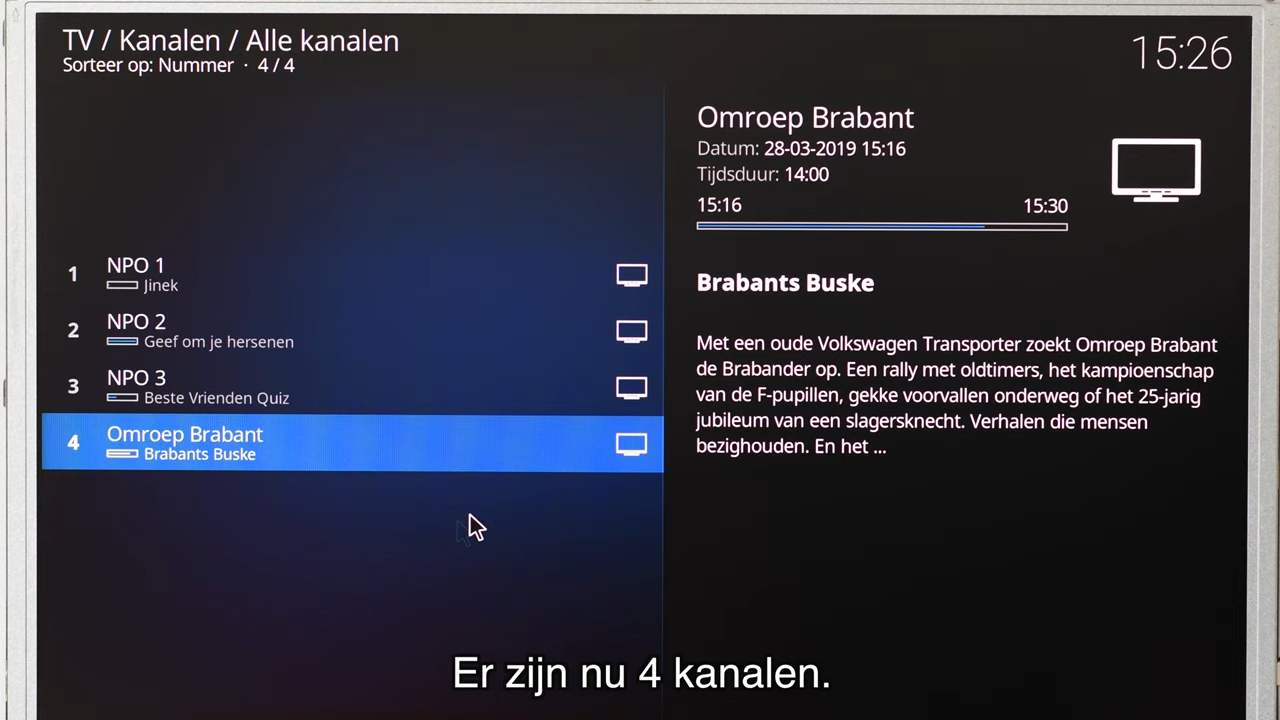 TV / Kanalen / Alle kanalen
Sorteer op: Nummer · 4 / 4
15:26
1
NPO 1
Jinek
2
NPO 2
Geef om je hersenen
3
NPO 3
Beste Vrienden Quiz
4
Omroep Brabant
Brabants Buske
Omroep Brabant
Datum: 28-03-2019 15:16
Tijdsduur: 14:00
15:16
15:30
Brabants Buske
Met een oude Volkswagen Transporter zoekt Omroep Brabant
de Brabander op. Een rally met oldtimers, het kampioenschap
van de F-pupillen, gekke voorvallen onderweg of het 25-jarig
jubileum van een slagersknecht. Verhalen die mensen
bezighouden. En het ...
Er zijn nu 4 kanalen.